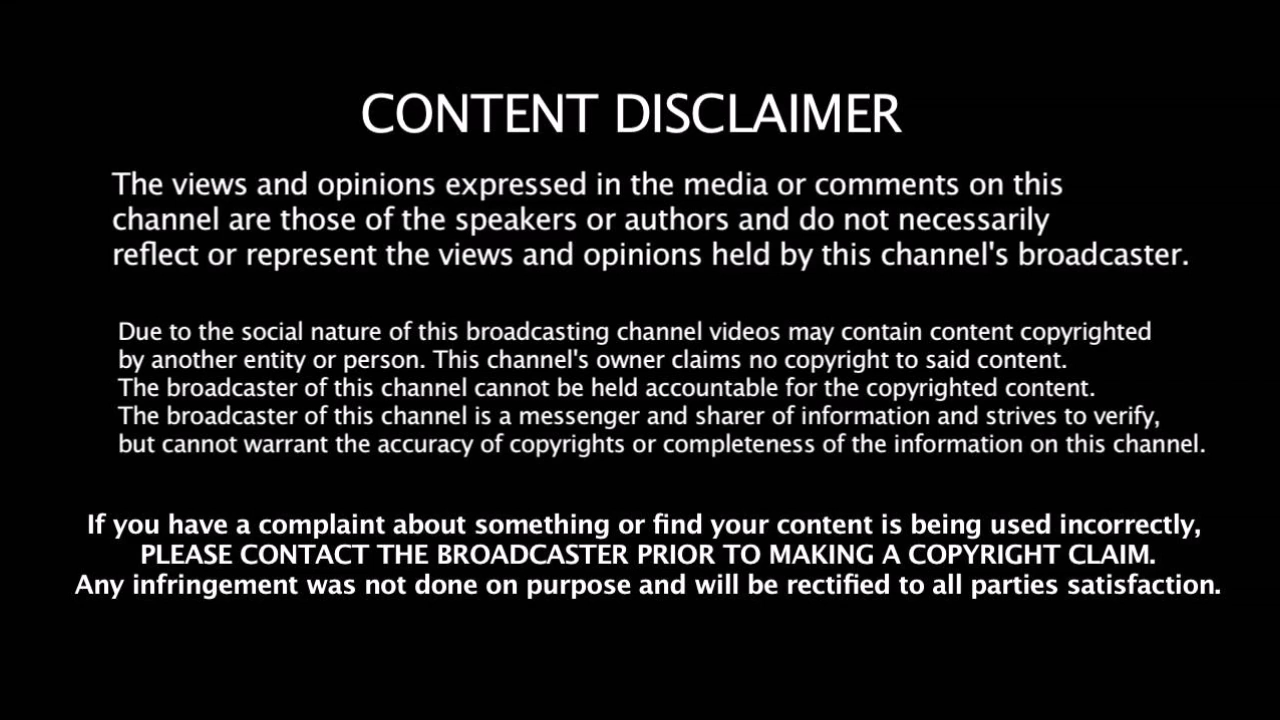 CONTENT DISCLAIMER
The views and opinions expressed in the media or comments on this
channel are those of the speakers or authors and do not necessarily
reflect or represent the views and opinions held by this channel's broadcaster.
Due to the social nature of this broadcasting channel videos may contain content copyrighted
by another entity or person. This channel's owner claims no copyright to said content.
The broadcaster of this channel cannot be held accountable for the copyrighted content.
The broadcaster of this channel is a messenger and sharer of information and strives to verify,
but cannot warrant the accuracy of copyrights or completeness of the information on this channel.
If you have a complaint about something or find your content is being used incorrectly,
PLEASE CONTACT THE BROADCASTER PRIOR TO MAKING A COPYRIGHT CLAIM.
Any infringement was not done on purpose and will be rectified to all parties satisfaction.